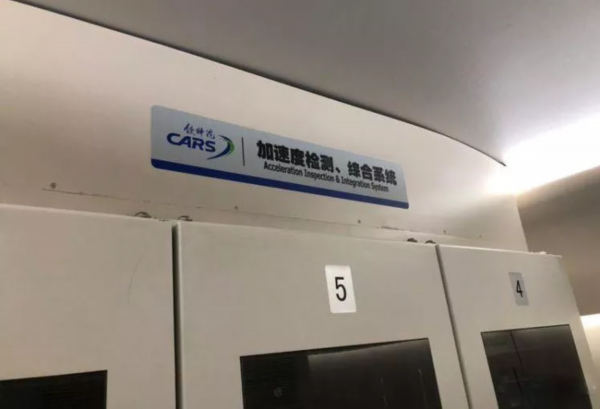 铁科院
CARS
加速度检测、综合系统
Acceleration Inspection & Integration System
5
4